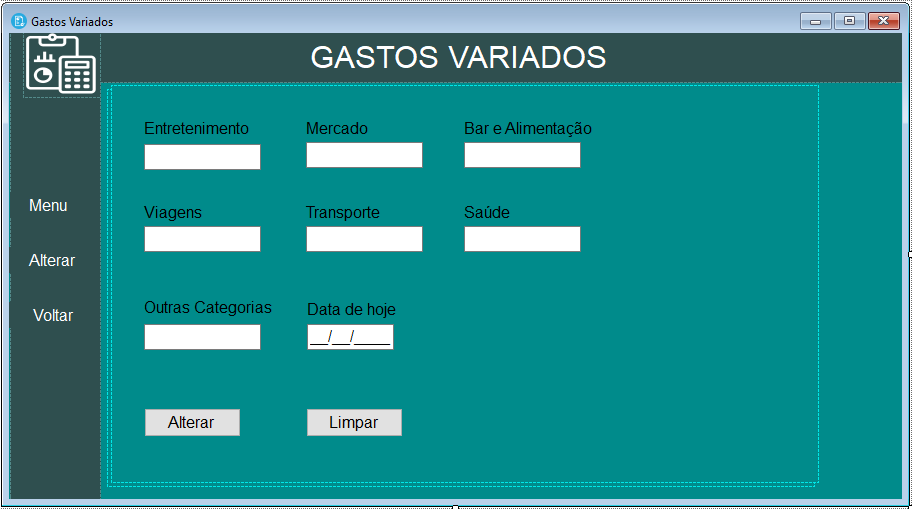 Gastos Variados
GASTOS VARIADOS
Menu
Alterar
Voltar
Entretenimento Mercado Bar e Alimentação
Viagens Transporte Saúde
Outras Categorias Data de hoje
__/__/____
Alterar Limpar